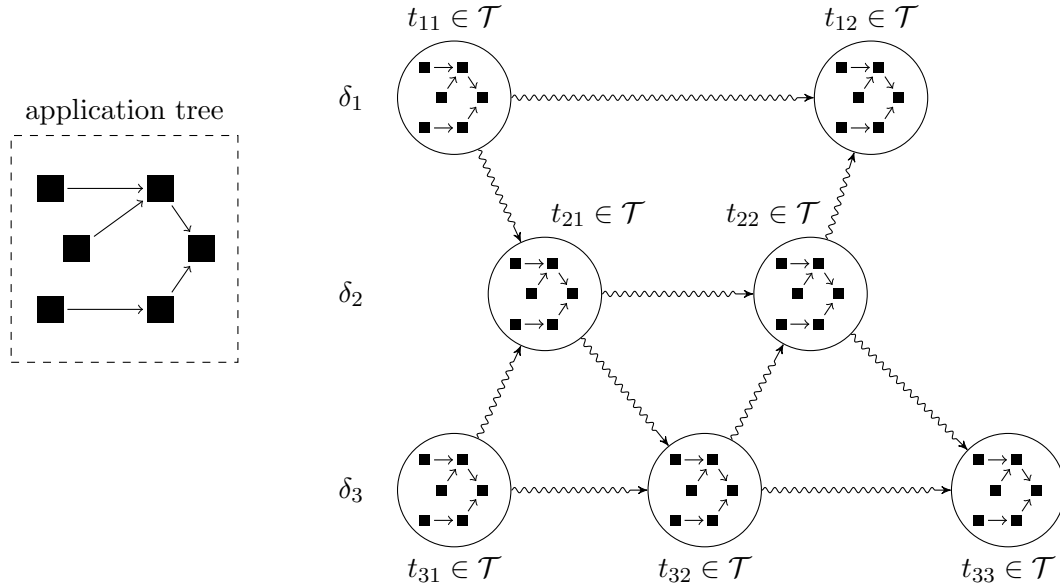 application tree
t₁₁ ∈ 𝒯
t₁₂ ∈ 𝒯
δ₁
t₂₁ ∈ 𝒯
t₂₂ ∈ 𝒯
δ₂
δ₃
t₃₁ ∈ 𝒯
t₃₂ ∈ 𝒯
t₃₃ ∈ 𝒯